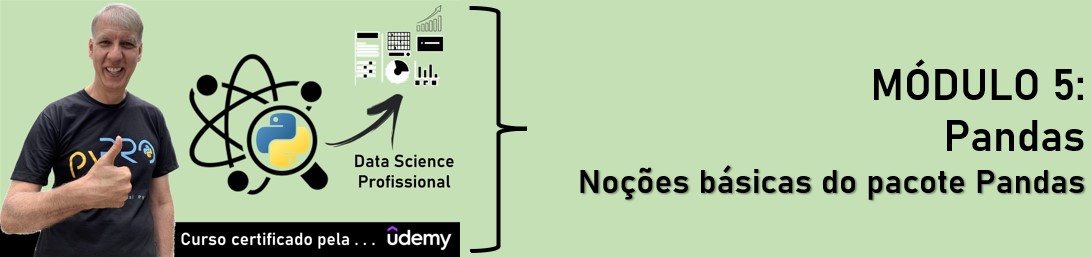 pyPRO
Data Science
Profissional
Curso certificado pela . . . ûdemy
MÓDULO 5:
Pandas
Noções básicas do pacote Pandas